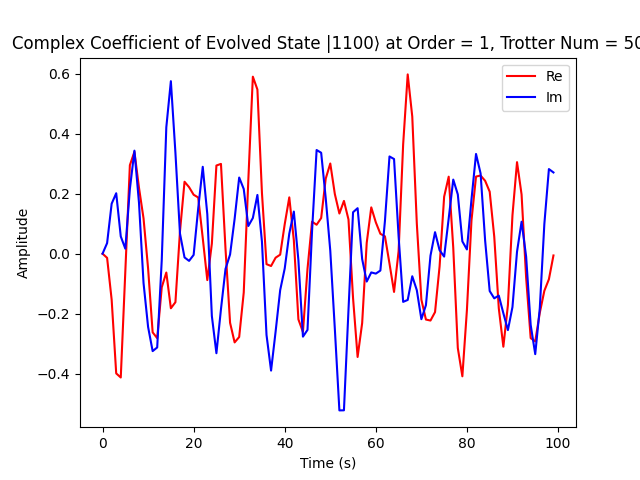 Complex Coefficient of Evolved State |1100⟩ at Order = 1, Trotter Num = 50
Re
Im
0.6
0.4
0.2
0.0
−0.2
−0.4
Amplitude
0 20 40 60 80 100
Time (s)